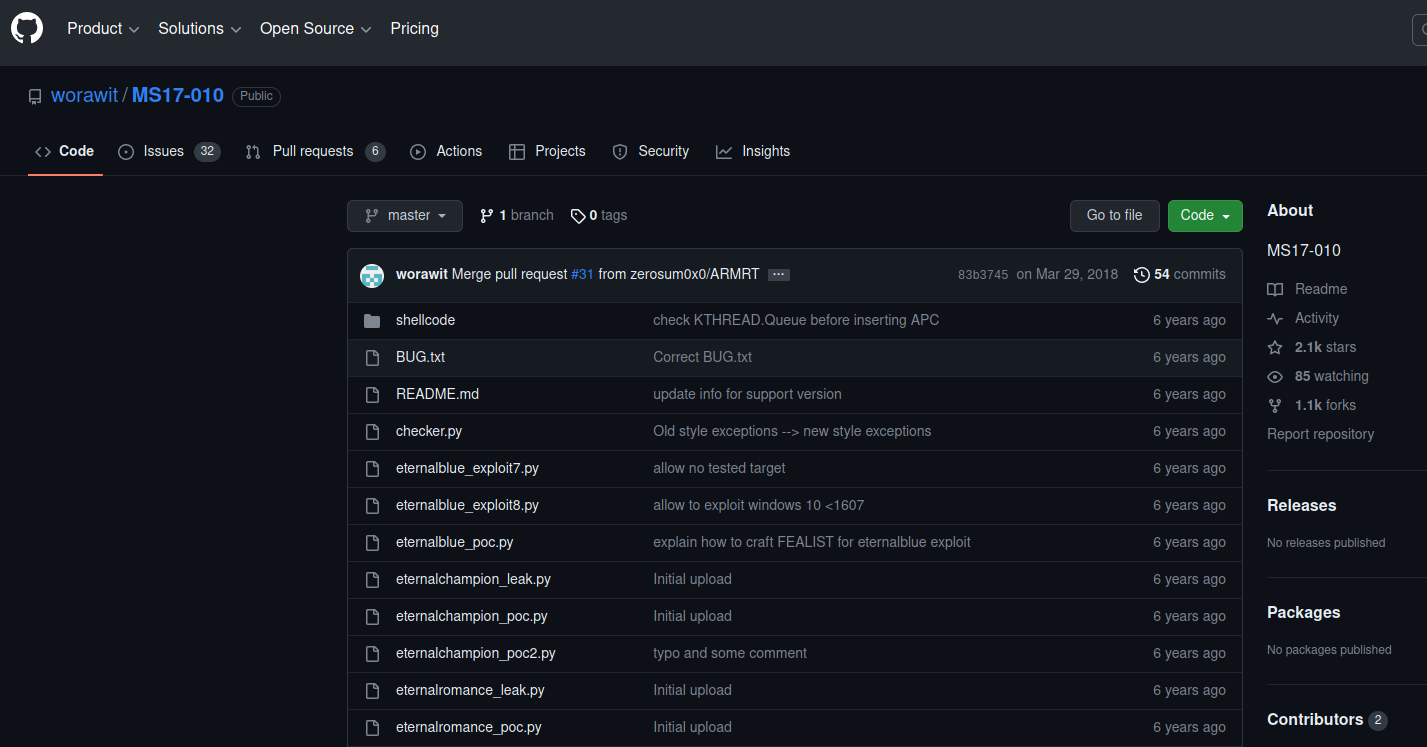 Product Solutions Open Source Pricing
worawit / MS17-010 Public
Code Issues 32 Pull requests 6 Actions Projects Security Insights
master 1 branch 0 tags Go to file Code
worawit Merge pull request #31 from zerosum0x0/ARMRT ... 83b3745 on Mar 29, 2018 54 commits
shellcode check KTHREAD.Queue before inserting APC 6 years ago
BUG.txt Correct BUG.txt 6 years ago
README.md update info for support version 6 years ago
checker.py Old style exceptions --> new style exceptions 6 years ago
eternalblue_exploit7.py allow no tested target 6 years ago
eternalblue_exploit8.py allow to exploit windows 10 <1607 6 years ago
eternalblue_poc.py explain how to craft FEALIST for eternalblue exploit 6 years ago
eternalchampion_leak.py Initial upload 6 years ago
eternalchampion_poc.py Initial upload 6 years ago
eternalchampion_poc2.py typo and some comment 6 years ago
eternalromance_leak.py Initial upload 6 years ago
eternalromance_poc.py Initial upload 6 years ago
About
MS17-010
Readme
Activity
2.1k stars
85 watching
1.1k forks
Report repository
Releases
No releases published
Packages
No packages published
Contributors 2